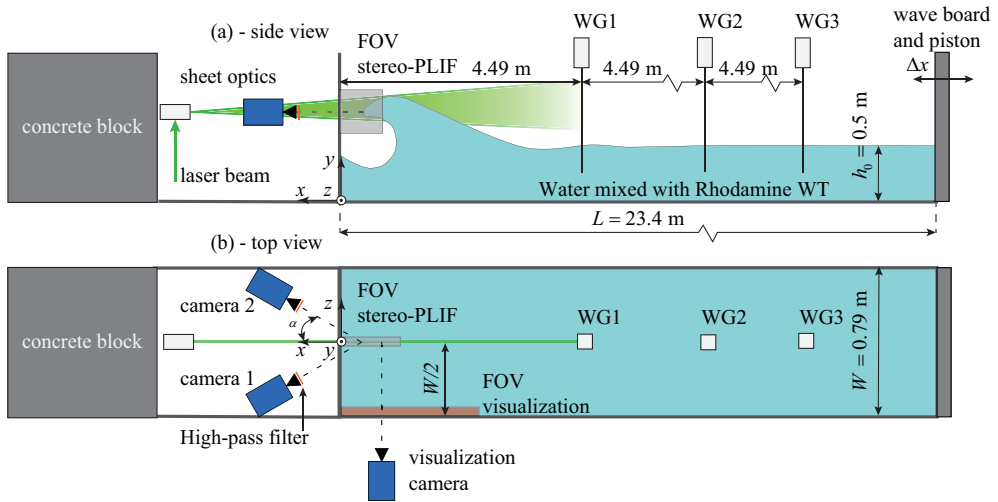 (a) - side view
FOV
stereo-PLIF
WG1
WG2
WG3
wave board
and piston
Δx
4.49 m
4.49 m
4.49 m
sheet optics
concrete block
laser beam
y
x
z
h₀ = 0.5 m
Water mixed with Rhodamine WT
L = 23.4 m
(b) - top view
camera 2
FOV
stereo-PLIF
z
α
x
y
WG1
WG2
WG3
concrete block
camera 1
W/2
W = 0.79 m
FOV
visualization
High-pass filter
visualization
camera